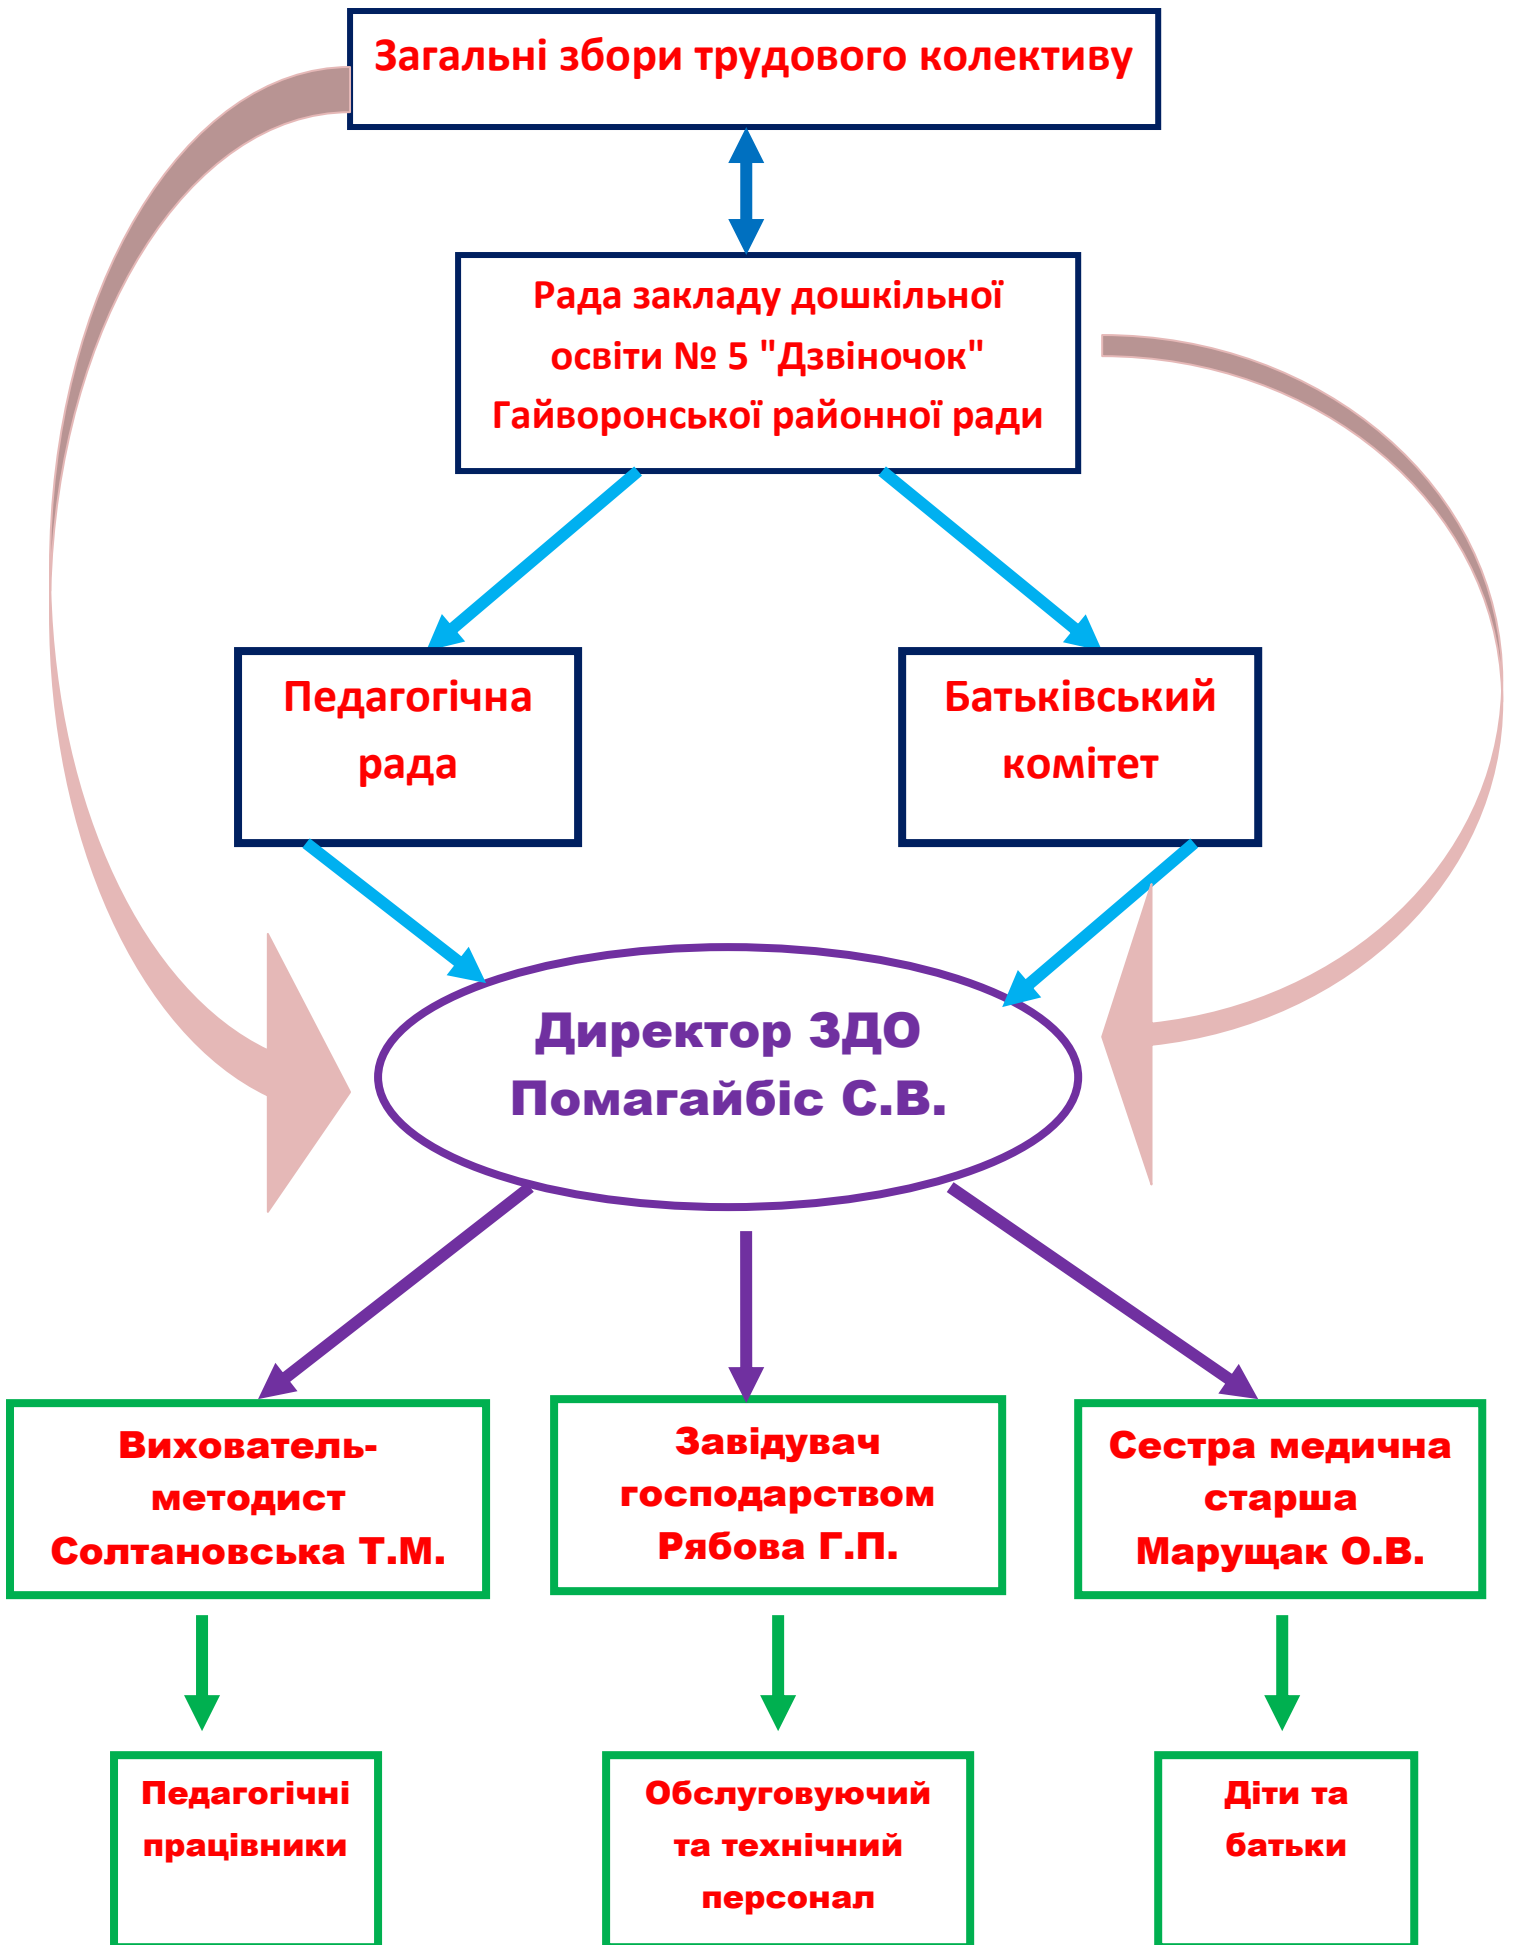 Загальні збори трудового колективу
Рада закладу дошкільної
освіти № 5 "Дзвіночок"
Гайворонської районної ради
Педагогічна
рада
Батьківський
комітет
Директор ЗДО
Помагайбіс С.В.
Вихователь-
методист
Солтановська Т.М.
Завідувач
господарством
Рябова Г.П.
Сестра медична
старша
Марущак О.В.
Педагогічні
працівники
Обслуговуючий
та технічний
персонал
Діти та
батьки